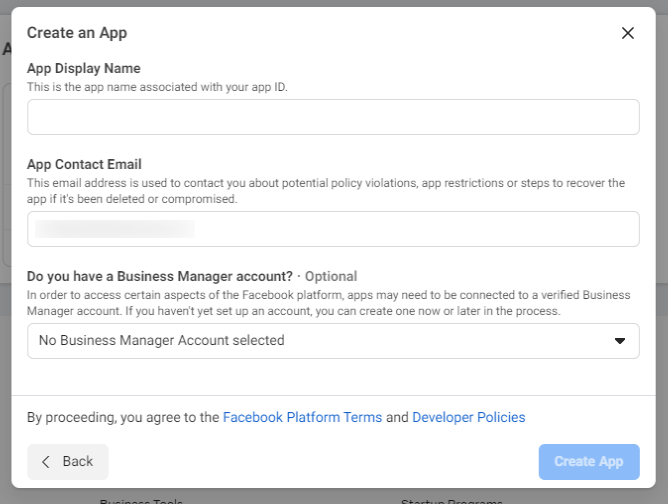 Create an App
App Display Name
This is the app name associated with your app ID.
App Contact Email
This email address is used to contact you about potential policy violations, app restrictions or steps to recover the
app if it's been deleted or compromised.
Do you have a Business Manager account? · Optional
In order to access certain aspects of the Facebook platform, apps may need to be connected to a verified Business
Manager account. If you haven't yet set up an account, you can create one now or later in the process.
No Business Manager Account selected
By proceeding, you agree to the Facebook Platform Terms and Developer Policies
Back
Create App
Business Tools
Startup Programs